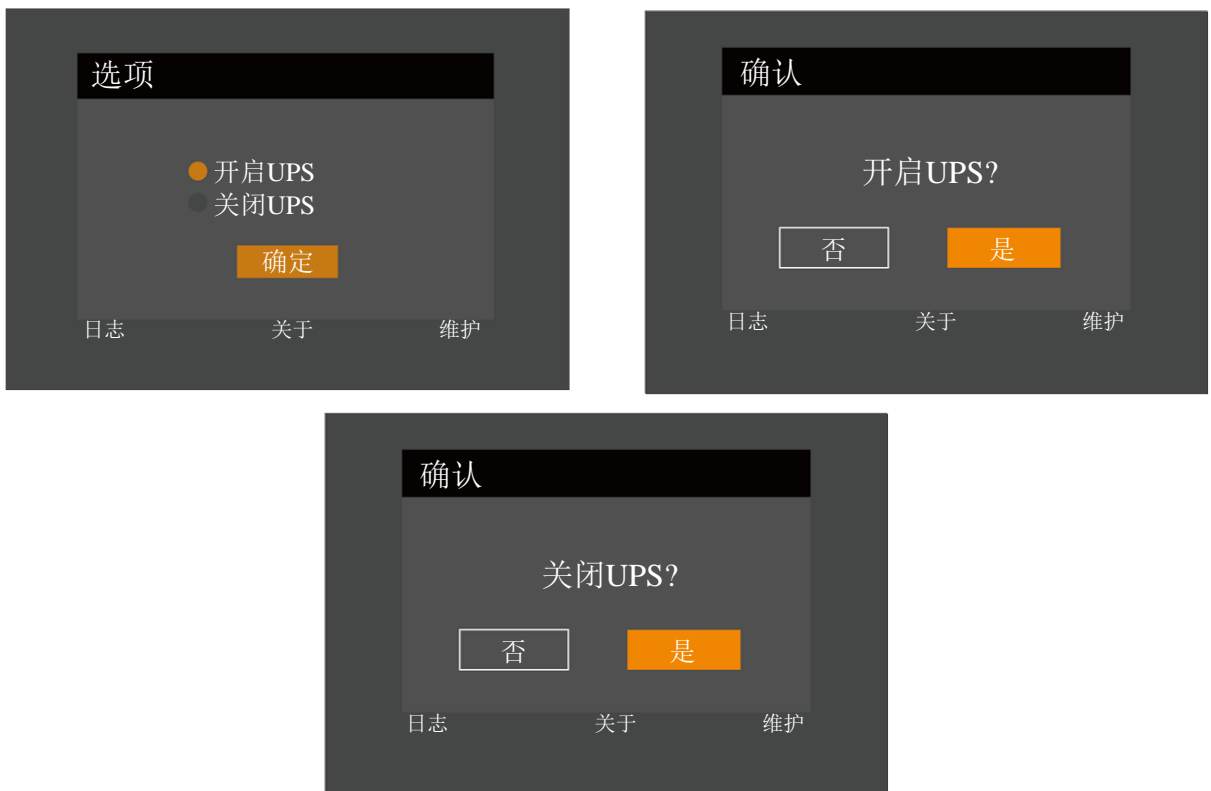 选项
开启UPS
关闭UPS
确定
日志 关于 维护
确认
开启UPS?
否 是
日志 关于 维护
确认
关闭UPS?
否 是
日志 关于 维护